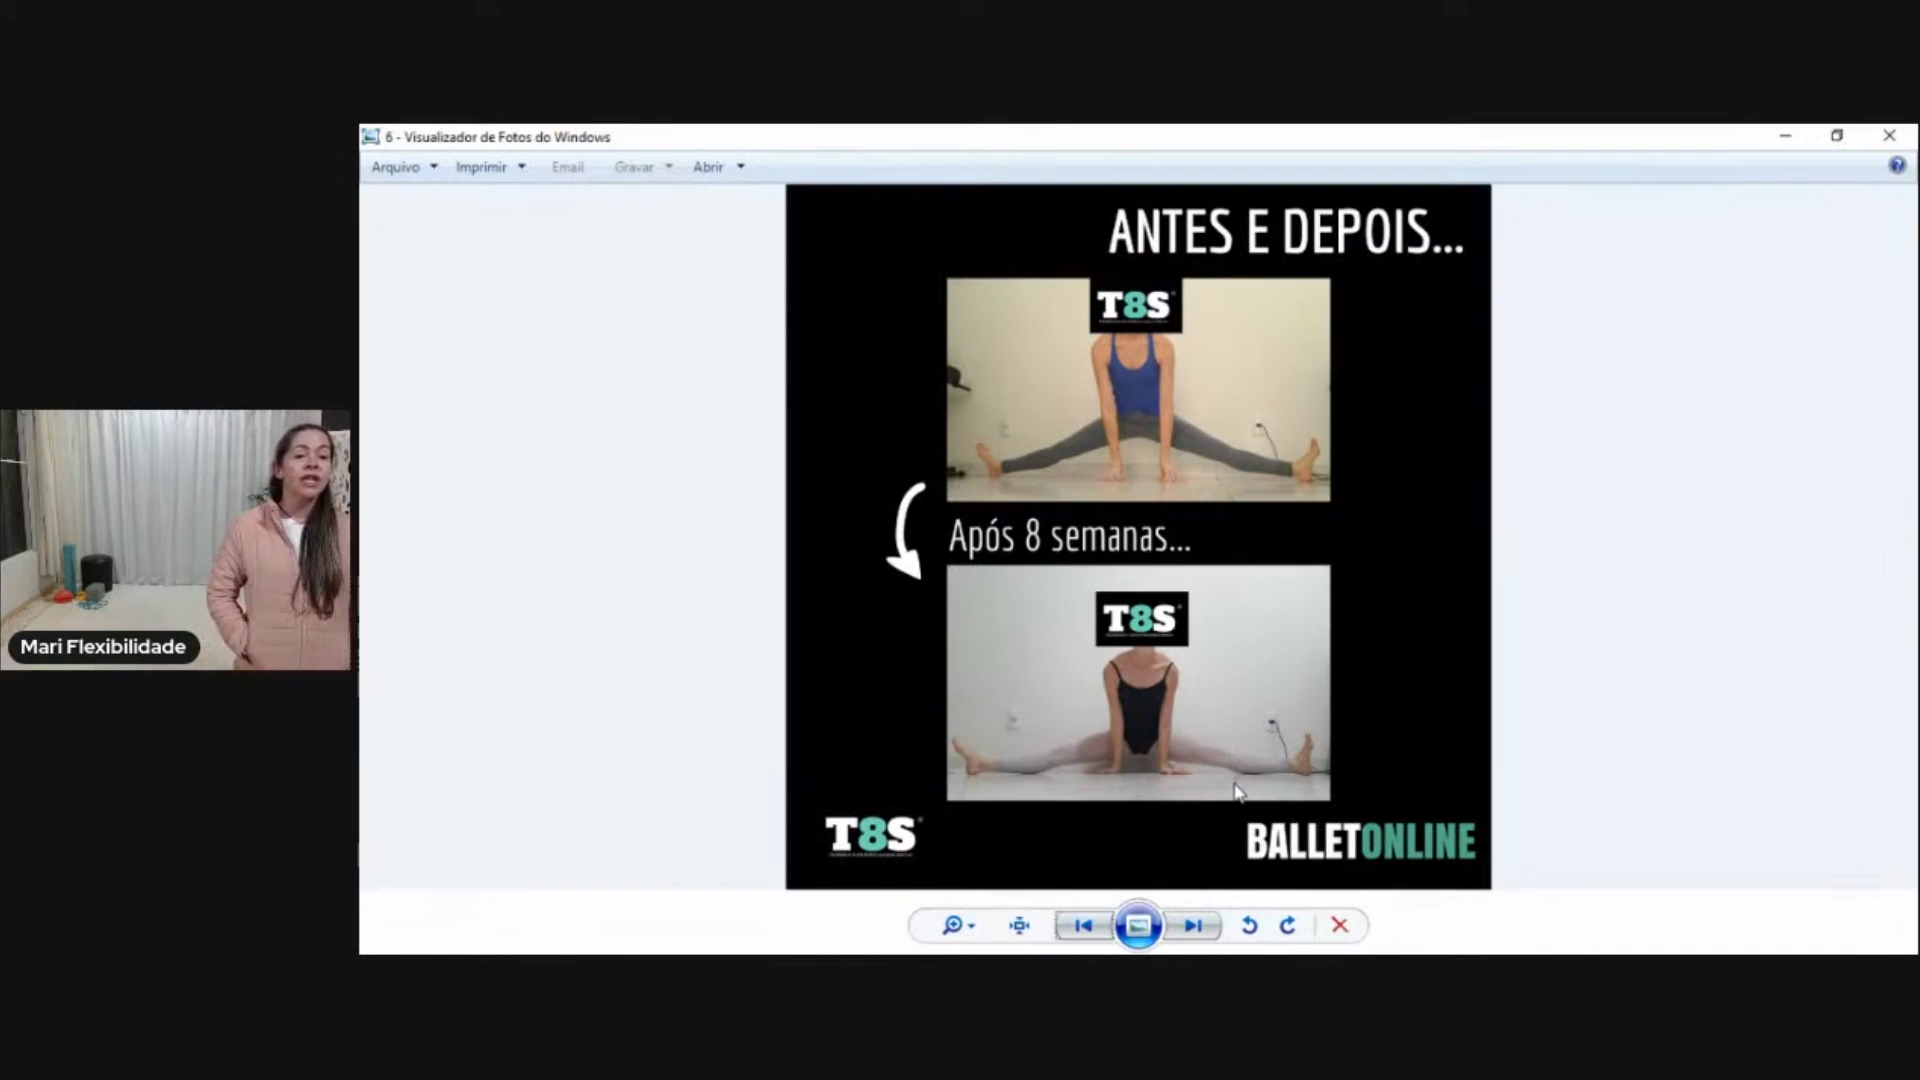 6 - Visualizador de Fotos do Windows
Arquivo Imprimir Email Gravar Abrir
ANTES E DEPOIS...
T8S
Após 8 semanas...
T8S
Mari Flexibilidade
T8S
BALLETONLINE